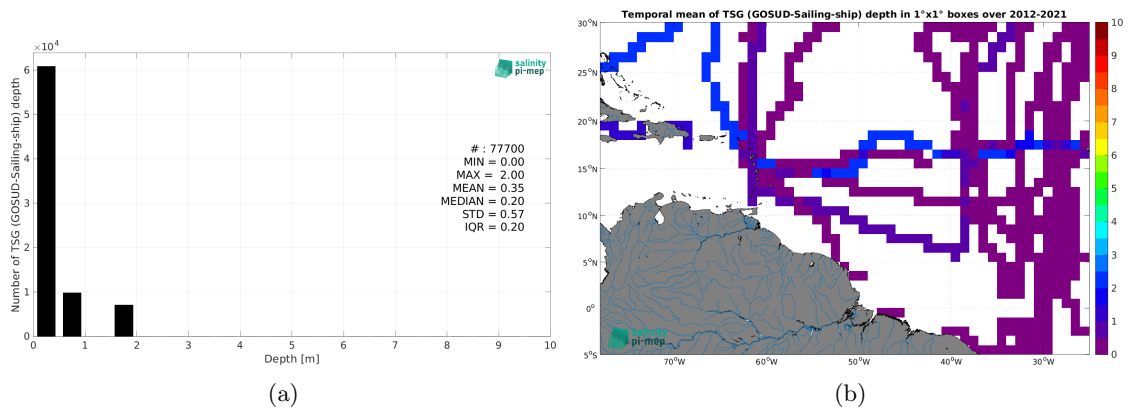 ×10⁴
6
5
4
3
2
1
0
Number of TSG (GOSUD-Sailing-ship) depth
salinity
pi-mep
# : 77700
MIN = 0.00
MAX = 2.00
MEAN = 0.35
MEDIAN = 0.20
STD = 0.57
IQR = 0.20
0 1 2 3 4 5 6 7 8 9 10
Depth [m]
(a)
Temporal mean of TSG (GOSUD-Sailing-ship) depth in 1°x1° boxes over 2012-2021
30°N
25°N
20°N
15°N
10°N
5°N
0°
5°S
salinity
pi-mep
70°W 60°W 50°W 40°W 30°W
10
9
8
7
6
5
4
3
2
1
0
(b)